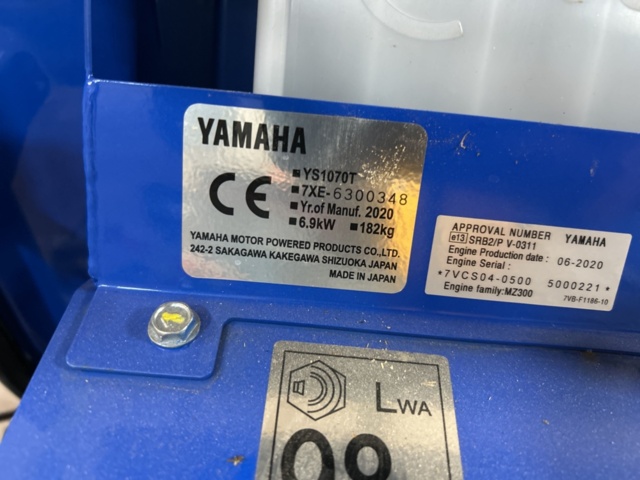 YAMAHA
CE
YS1070T
7XE-6300348
Yr.of Manuf. 2020
6.9kW 182kg
YAMAHA MOTOR POWERED PRODUCTS CO.,LTD.
242-2 SAKAGAWA KAKEGAWA SHIZUOKA JAPAN
MADE IN JAPAN
APPROVAL NUMBER YAMAHA
e13 SRB2/P V-0311
Engine Production date : 06-2020
Engine Serial :
*7VCS04-0500 5000221*
Engine family:MZ300
7VB-F1186-10
LWA